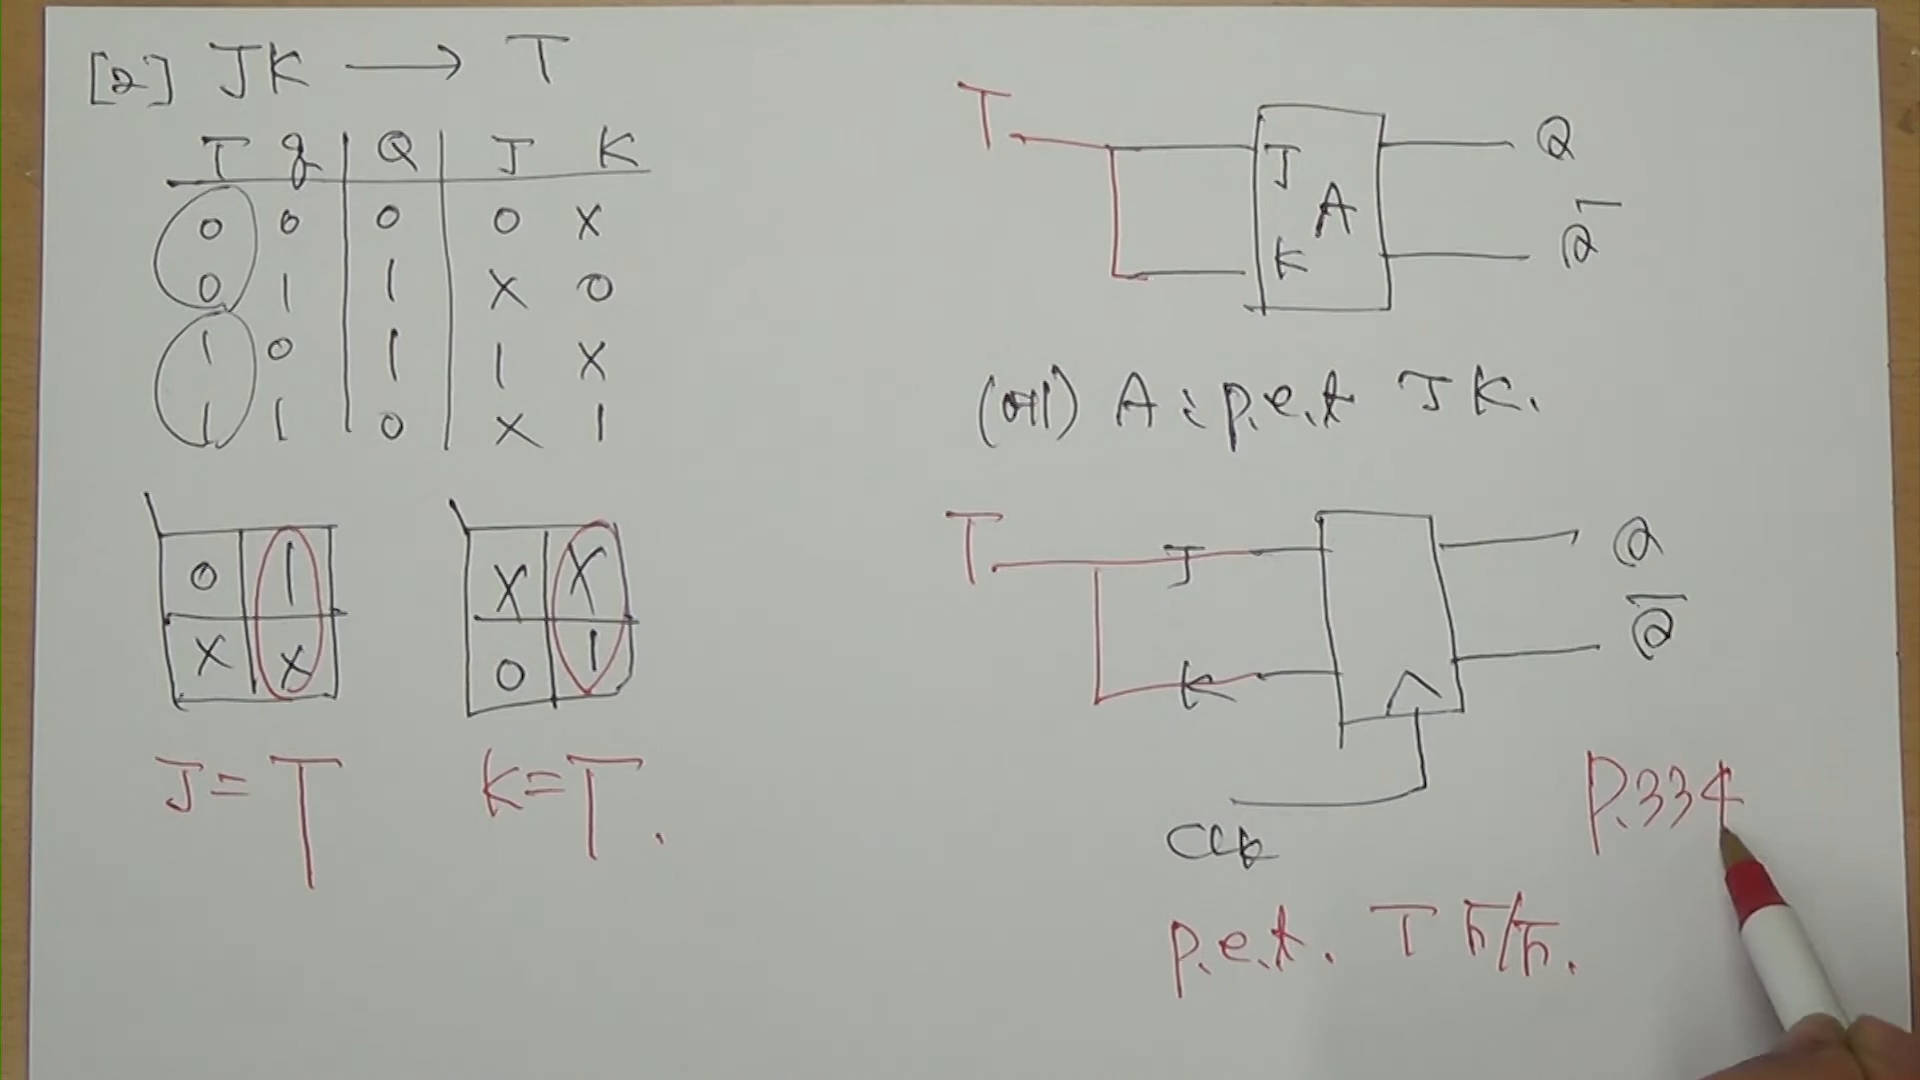 [2] JK → T
T q Q J K
0 0 0 0 X
0 1 1 X 0
1 0 1 1 X
1 1 0 X 1
0 1
X X
X X
0 1
J = T
K = T.
T J K A Q Q̅
(예) A : p.e.t JK.
T J K Q Q̅
Clk
p.e.t. T F/F.
P.334